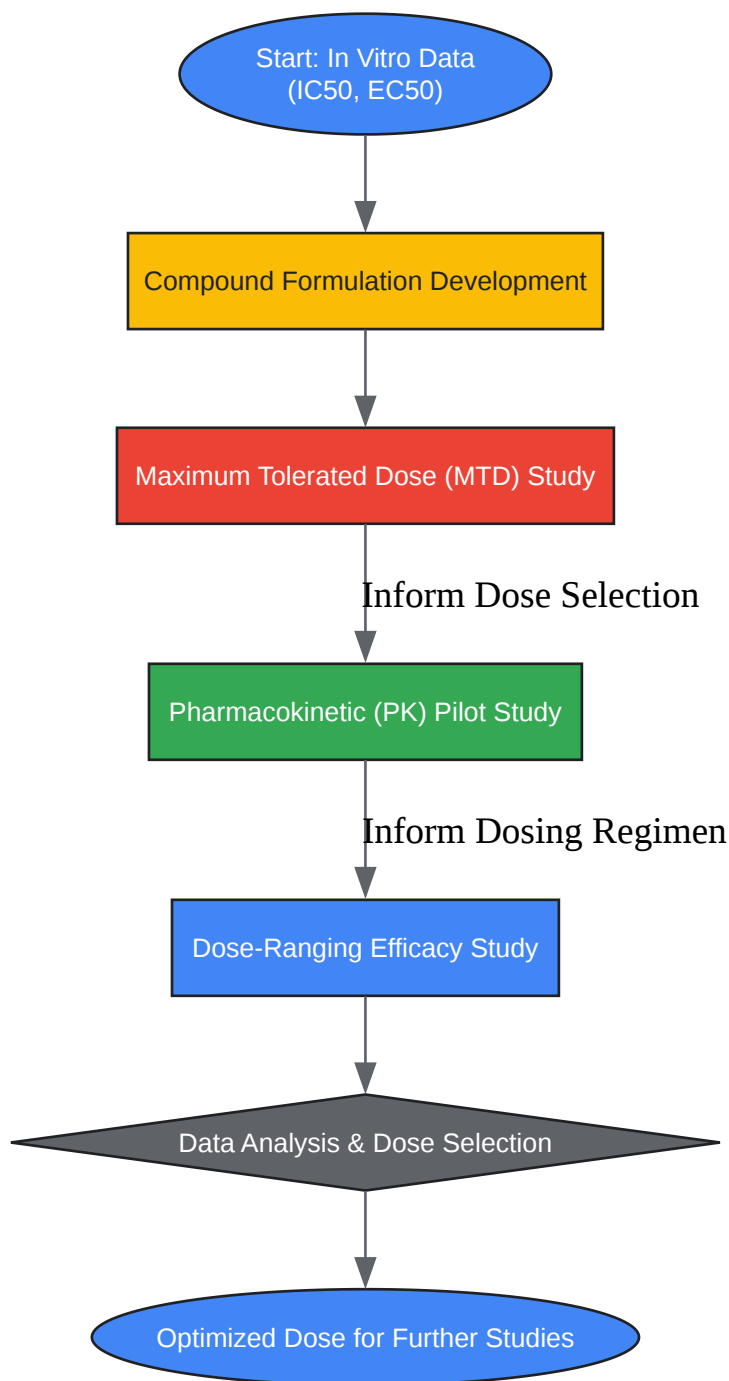 Start: In Vitro Data
(IC50, EC50)
Compound Formulation Development
Maximum Tolerated Dose (MTD) Study
Inform Dose Selection
Pharmacokinetic (PK) Pilot Study
Inform Dosing Regimen
Dose-Ranging Efficacy Study
Data Analysis & Dose Selection
Optimized Dose for Further Studies